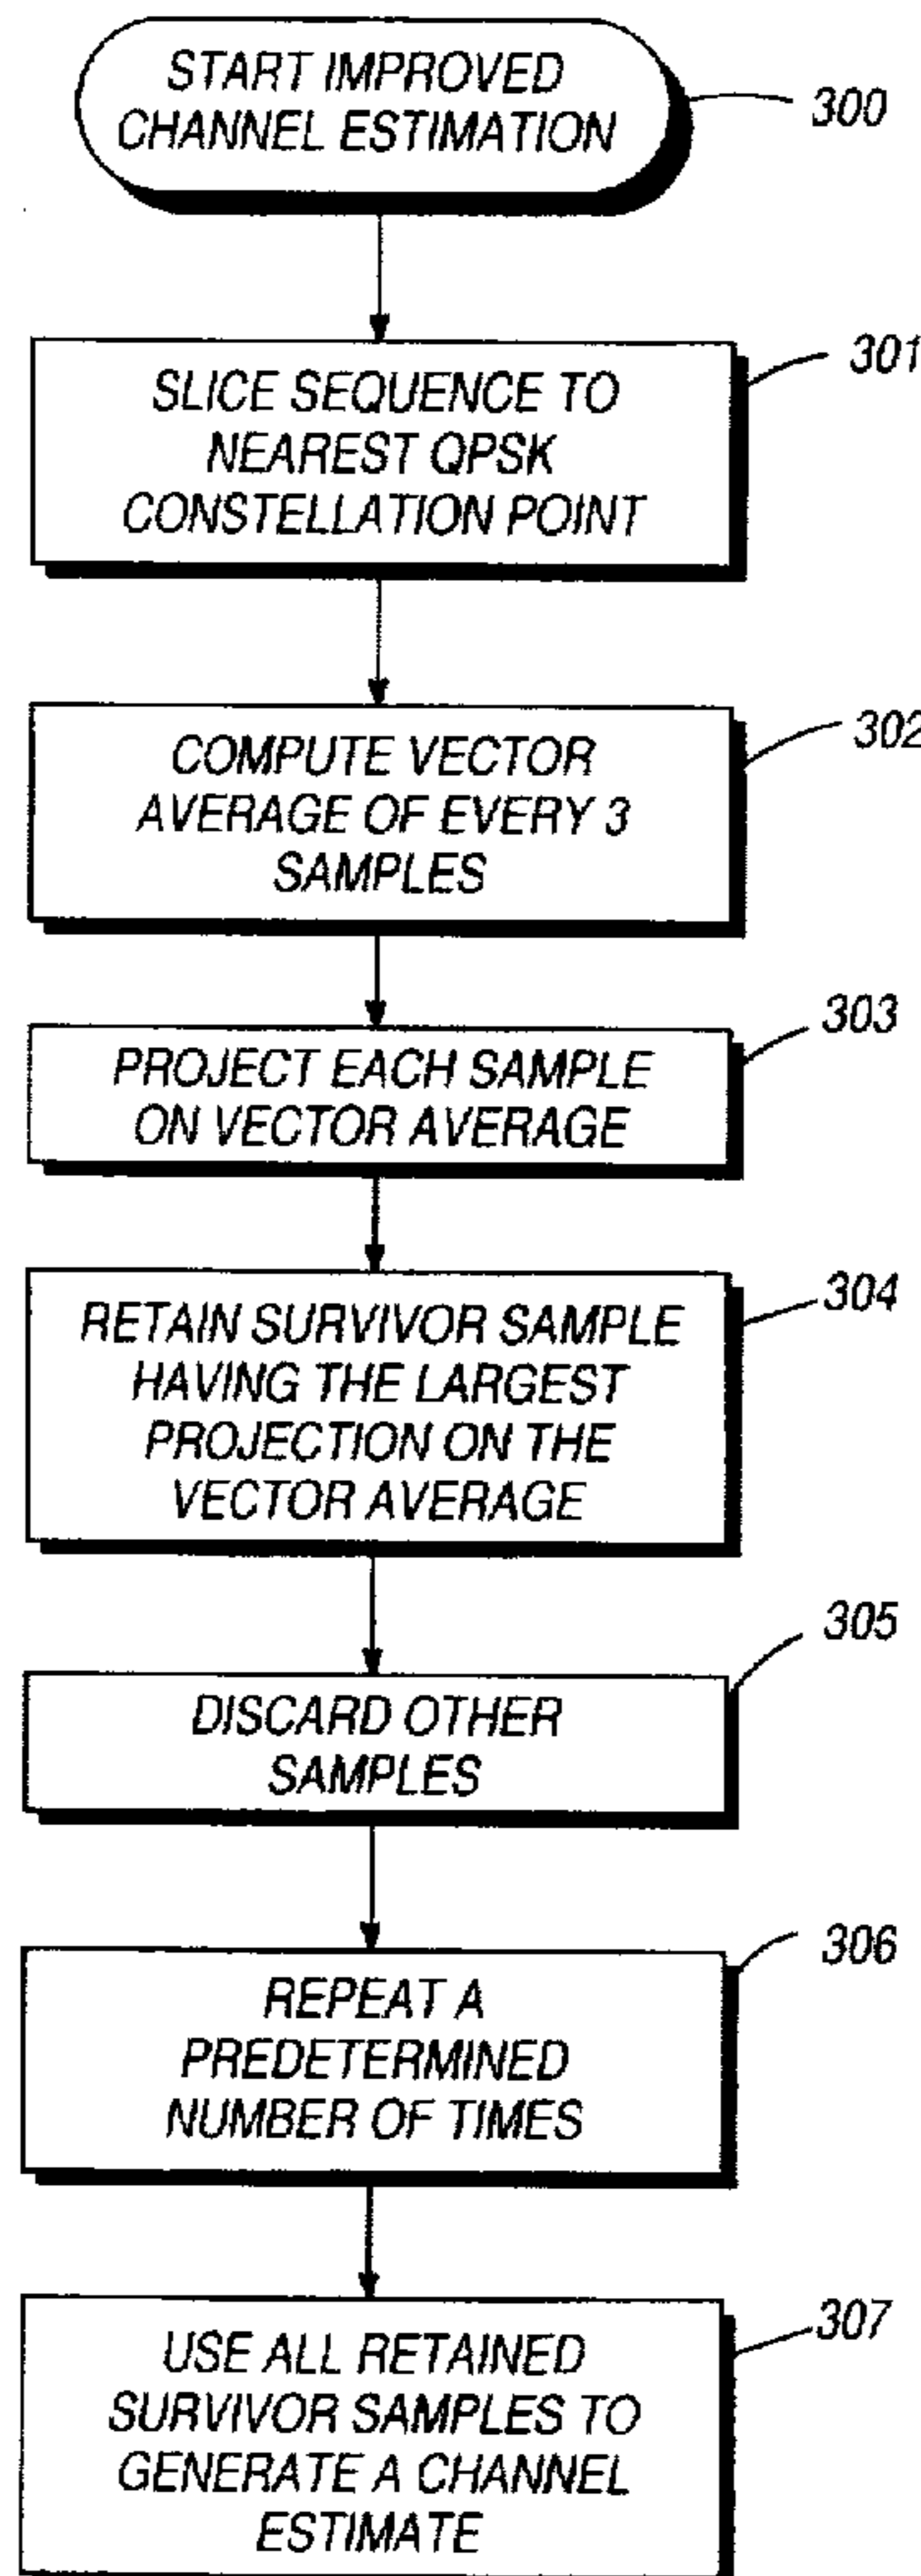 START IMPROVED
CHANNEL ESTIMATION
300
301
SLICE SEQUENCE TO
NEAREST QPSK
CONSTELLATION POINT
302
COMPUTE VECTOR
AVERAGE OF EVERY 3
SAMPLES
303
PROJECT EACH SAMPLE
ON VECTOR AVERAGE
304
RETAIN SURVIVOR SAMPLE
HAVING THE LARGEST
PROJECTION ON THE
VECTOR AVERAGE
305
DISCARD OTHER
SAMPLES
306
REPEAT A
PREDETERMINED
NUMBER OF TIMES
307
USE ALL RETAINED
SURVIVOR SAMPLES TO
GENERATE A CHANNEL
ESTIMATE